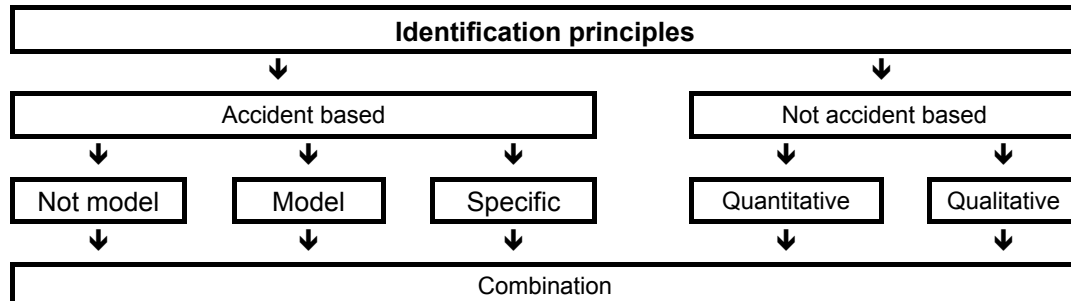 Identification principles
Accident based
Not accident based
Not model
Model
Specific
Quantitative
Qualitative
Combination